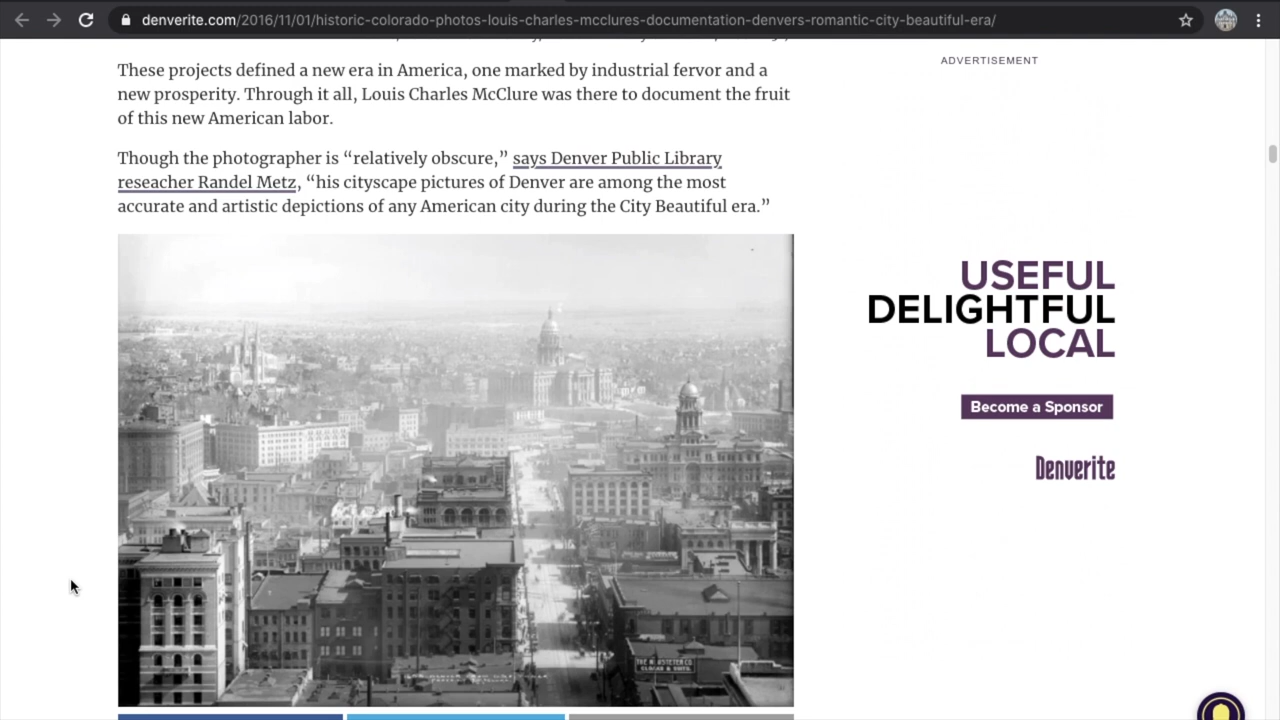 denverite.com/2016/11/01/historic-colorado-photos-louis-charles-mcclures-documentation-denvers-romantic-city-beautiful-era/
These projects defined a new era in America, one marked by industrial fervor and a
new prosperity. Through it all, Louis Charles McClure was there to document the fruit
of this new American labor.
Though the photographer is “relatively obscure,” says Denver Public Library
reseacher Randel Metz, “his cityscape pictures of Denver are among the most
accurate and artistic depictions of any American city during the City Beautiful era.”
ADVERTISEMENT
USEFUL
DELIGHTFUL
LOCAL
Become a Sponsor
Denverite